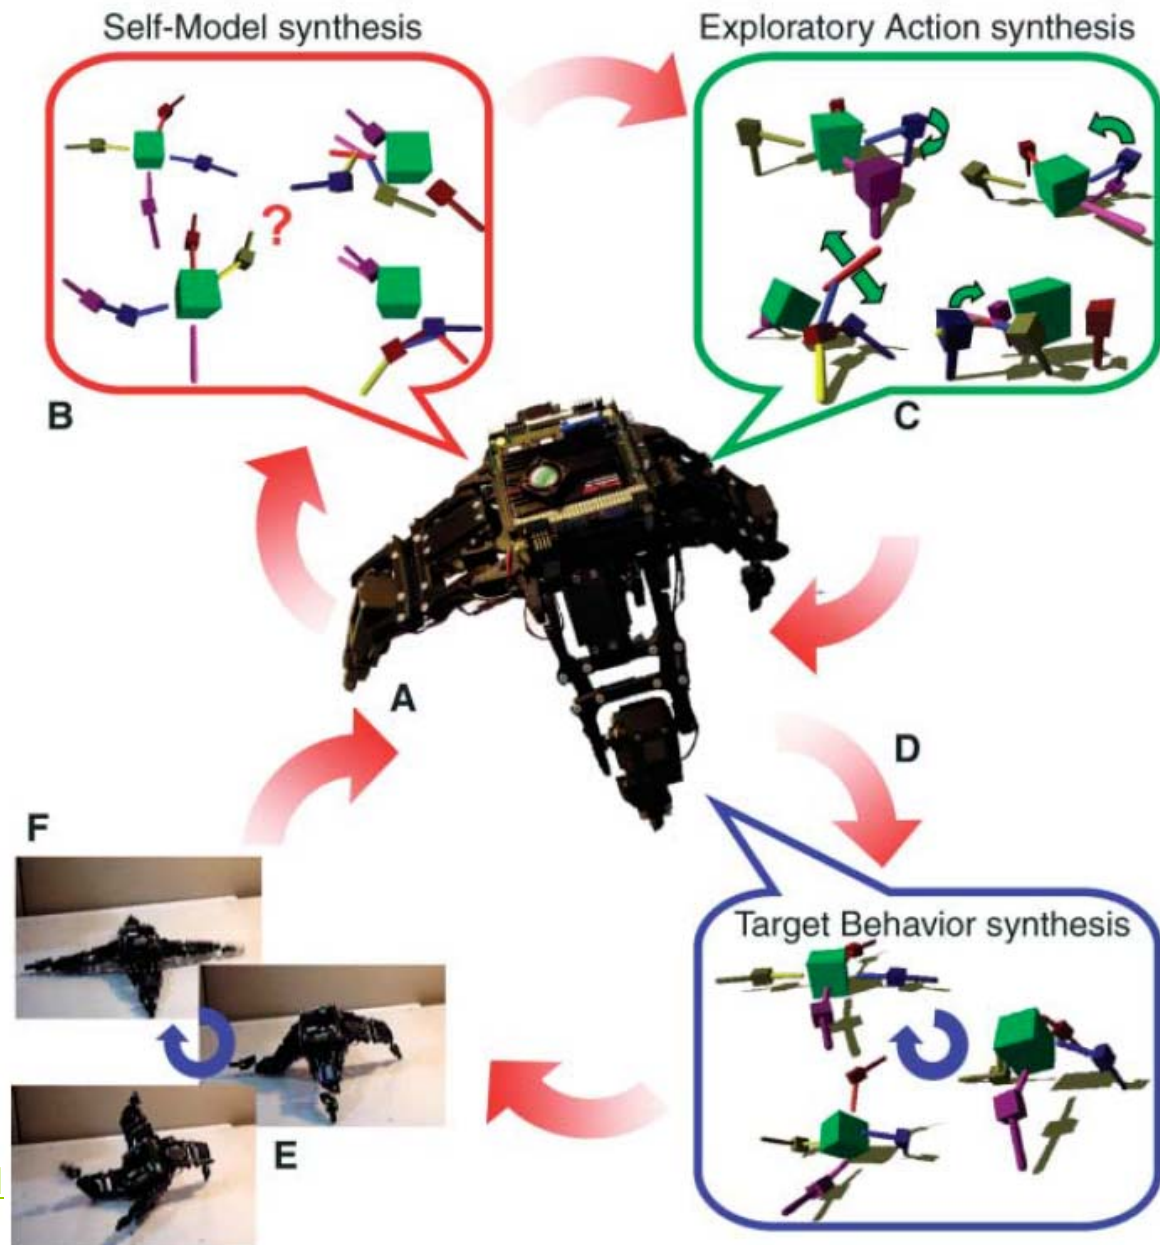 Self-Model synthesis
Exploratory Action synthesis
?
B
C
A
D
F
Target Behavior synthesis
E